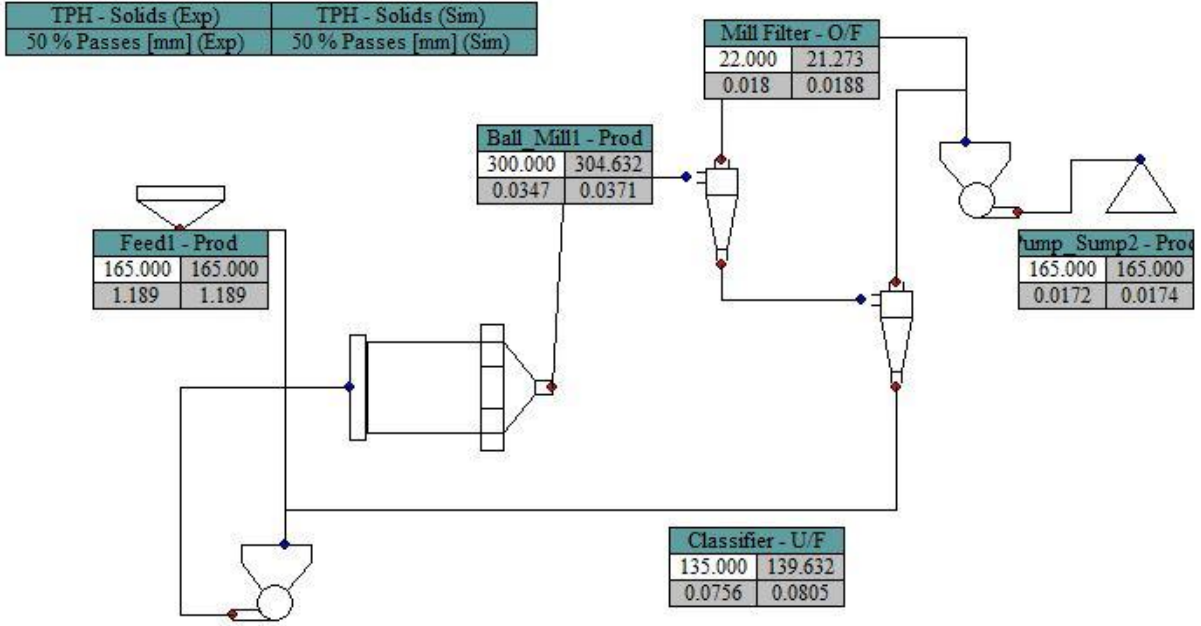 TPH - Solids (Exp) TPH - Solids (Sim)
50 % Passes [mm] (Exp) 50 % Passes [mm] (Sim)
Mill Filter - O/F
22.000 21.273
0.018 0.0188
Ball_Mill1 - Prod
300.000 304.632
0.0347 0.0371
Feed1 - Prod
165.000 165.000
1.189 1.189
ump_Sump2 - Prod
165.000 165.000
0.0172 0.0174
Classifier - U/F
135.000 139.632
0.0756 0.0805